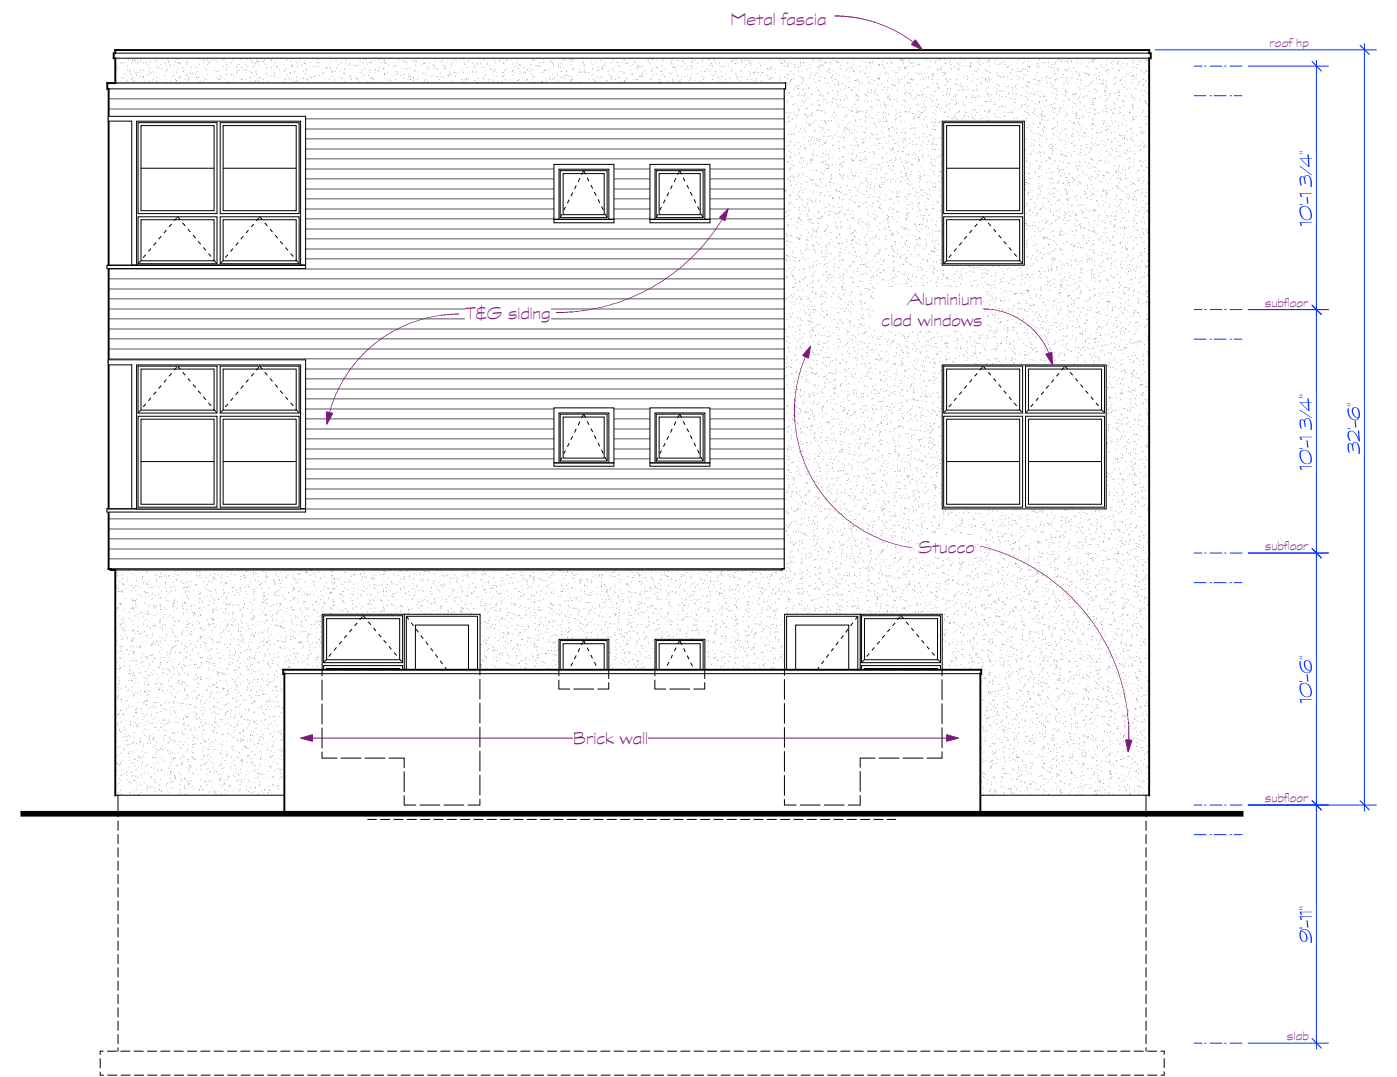 Metal fascia
roof hp
10'-1 3/4"
T&G siding
Aluminium
clad windows
subfloor
10'-1 3/4"
32'-6"
Stucco
subfloor
10'-6"
Brick wall
subfloor
9'-11"
slab